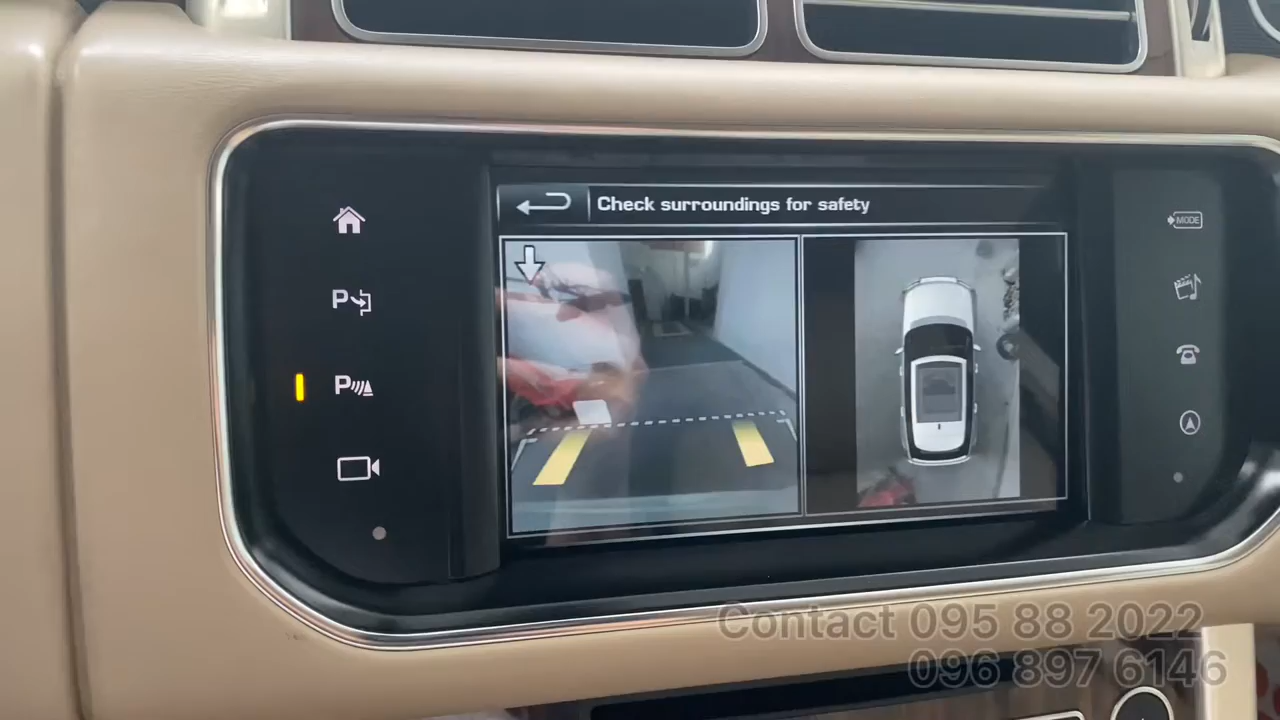 Check surroundings for safety
MODE
P
P
Contact 095 88 2022
096 897 6146